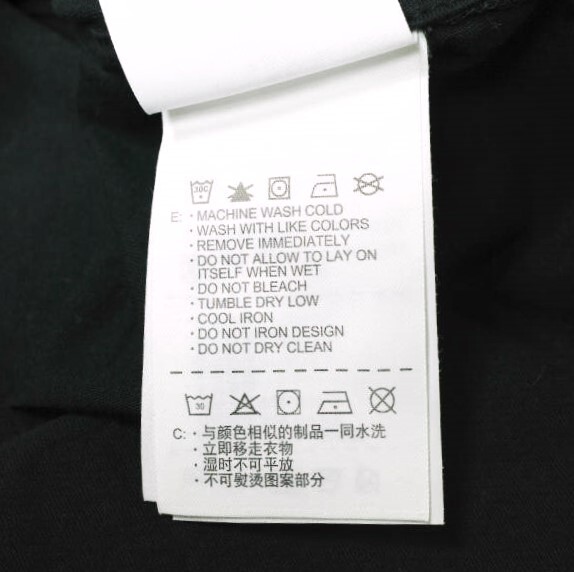 30C
E: · MACHINE WASH COLD
· WASH WITH LIKE COLORS
· REMOVE IMMEDIATELY
· DO NOT ALLOW TO LAY ON
ITSELF WHEN WET
· DO NOT BLEACH
· TUMBLE DRY LOW
· COOL IRON
· DO NOT IRON DESIGN
· DO NOT DRY CLEAN
30
C: · 与颜色相似的制品一同水洗
· 立即移走衣物
· 湿时不可平放
· 不可熨烫图案部分